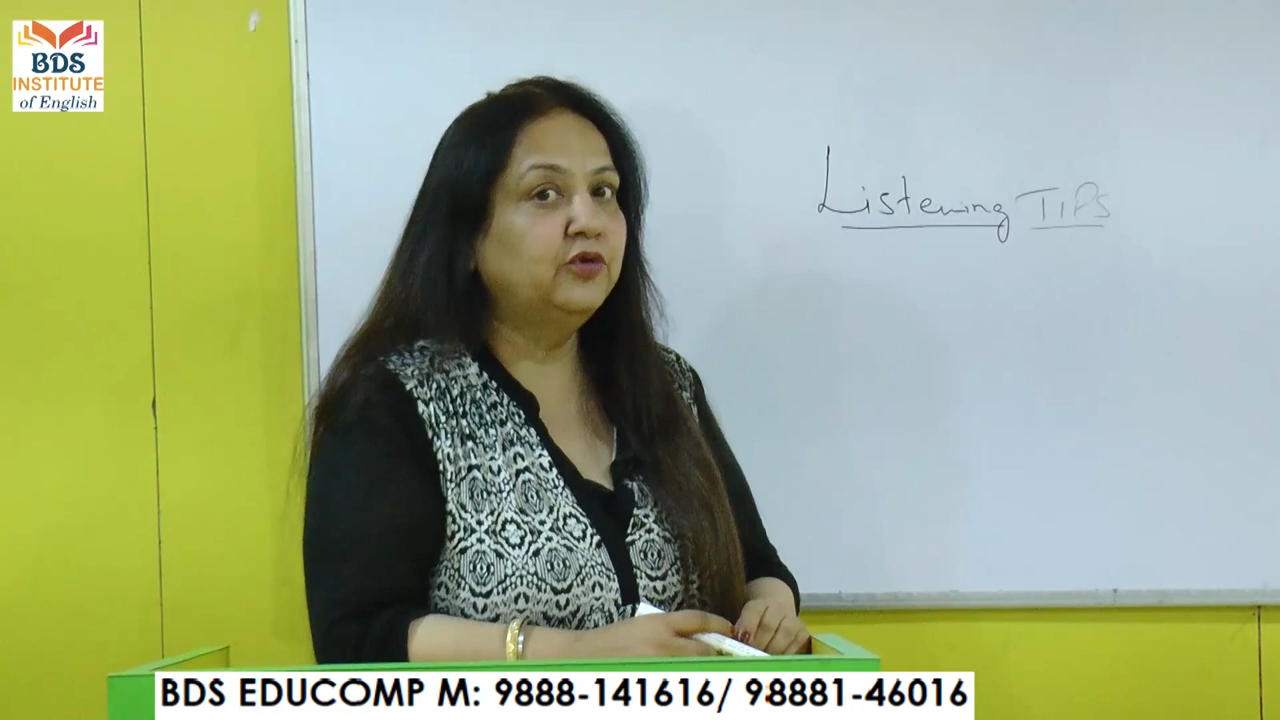 BDS
INSTITUTE
of English
Listening TIPS
BDS EDUCOMP M: 9888-141616/ 98881-46016